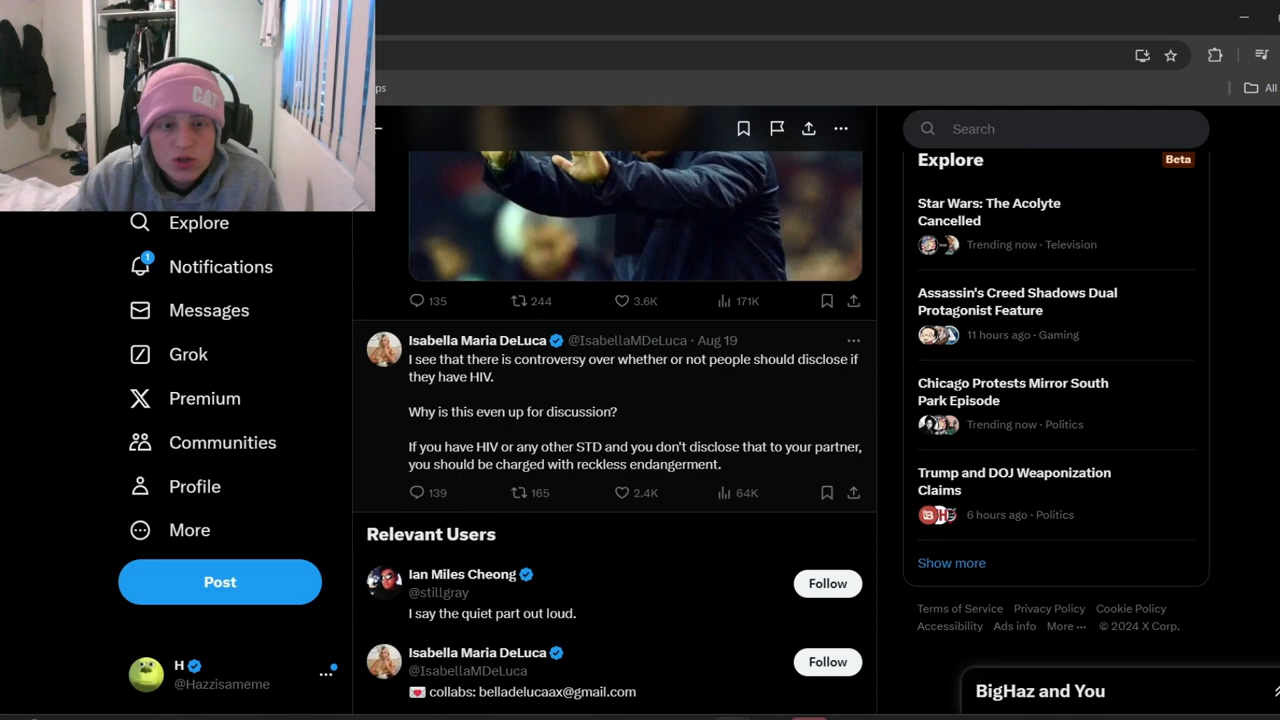 CAT
ps
All
Search
Explore
Beta
Star Wars: The Acolyte
Cancelled
Trending now · Television
Assassin's Creed Shadows Dual
Protagonist Feature
11 hours ago · Gaming
Chicago Protests Mirror South
Park Episode
Trending now · Politics
Trump and DOJ Weaponization
Claims
6 hours ago · Politics
Show more
Terms of Service Privacy Policy Cookie Policy
Accessibility Ads info More ··· © 2024 X Corp.
BigHaz and You
Explore
1
Notifications
Messages
Grok
Premium
Communities
Profile
More
Post
H
@Hazzisameme
135 244 3.6K 171K
Isabella Maria DeLuca @IsabellaMDeLuca · Aug 19
I see that there is controversy over whether or not people should disclose if
they have HIV.
Why is this even up for discussion?
If you have HIV or any other STD and you don't disclose that to your partner,
you should be charged with reckless endangerment.
139 165 2.4K 64K
Relevant Users
Ian Miles Cheong
@stillgray
Follow
I say the quiet part out loud.
Isabella Maria DeLuca
@IsabellaMDeLuca
Follow
💌 collabs: belladelucaax@gmail.com